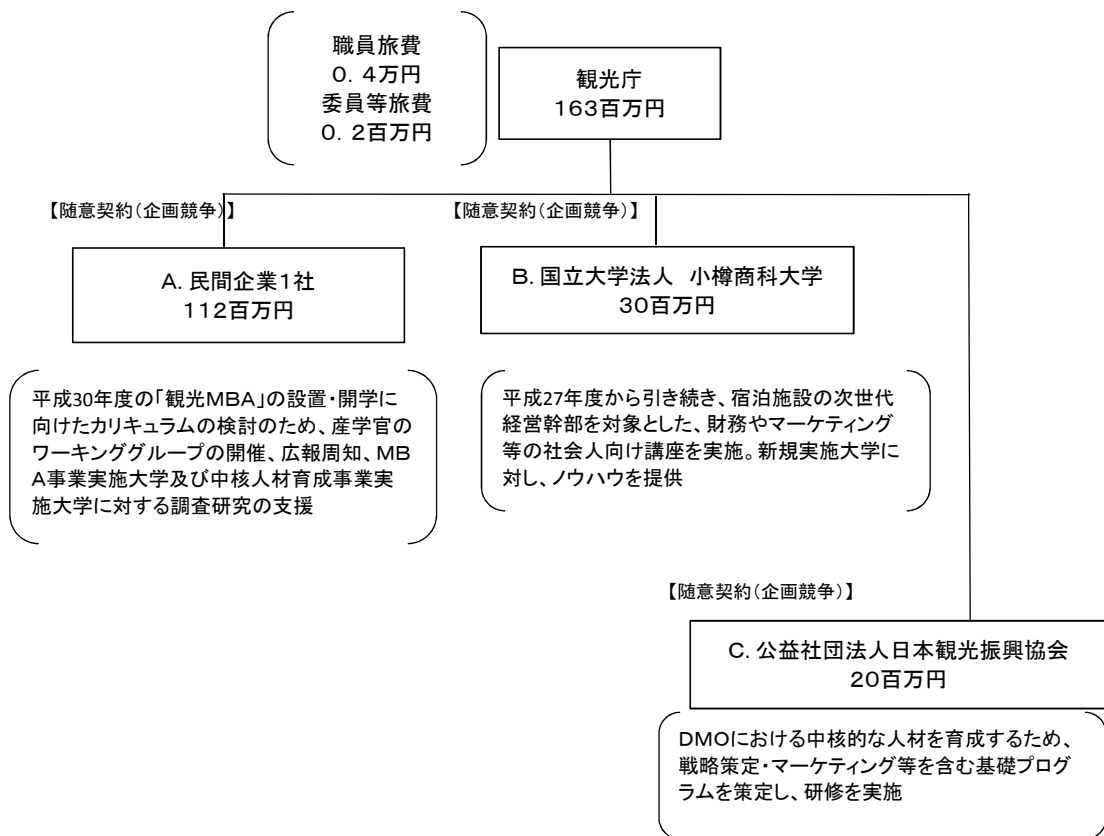 職員旅費
０．４万円
委員等旅費
０．２百万円
観光庁
１６３百万円
【随意契約（企画競争）】
A. 民間企業１社
１１２百万円
平成30年度の「観光ＭＢＡ」の設置・開学に
向けたカリキュラムの検討のため、産学官の
ワーキンググループの開催、広報周知、ＭＢ
Ａ事業実施大学及び中核人材育成事業実
施大学に対する調査研究の支援
【随意契約（企画競争）】
B. 国立大学法人　小樽商科大学
３０百万円
平成27年度から引き続き、宿泊施設の次世代
経営幹部を対象とした、財務やマーケティング
等の社会人向け講座を実施。新規実施大学に
対し、ノウハウを提供
【随意契約（企画競争）】
C. 公益社団法人日本観光振興協会
２０百万円
ＤＭＯにおける中核的な人材を育成するため、
戦略策定・マーケティング等を含む基礎プログ
ラムを策定し、研修を実施